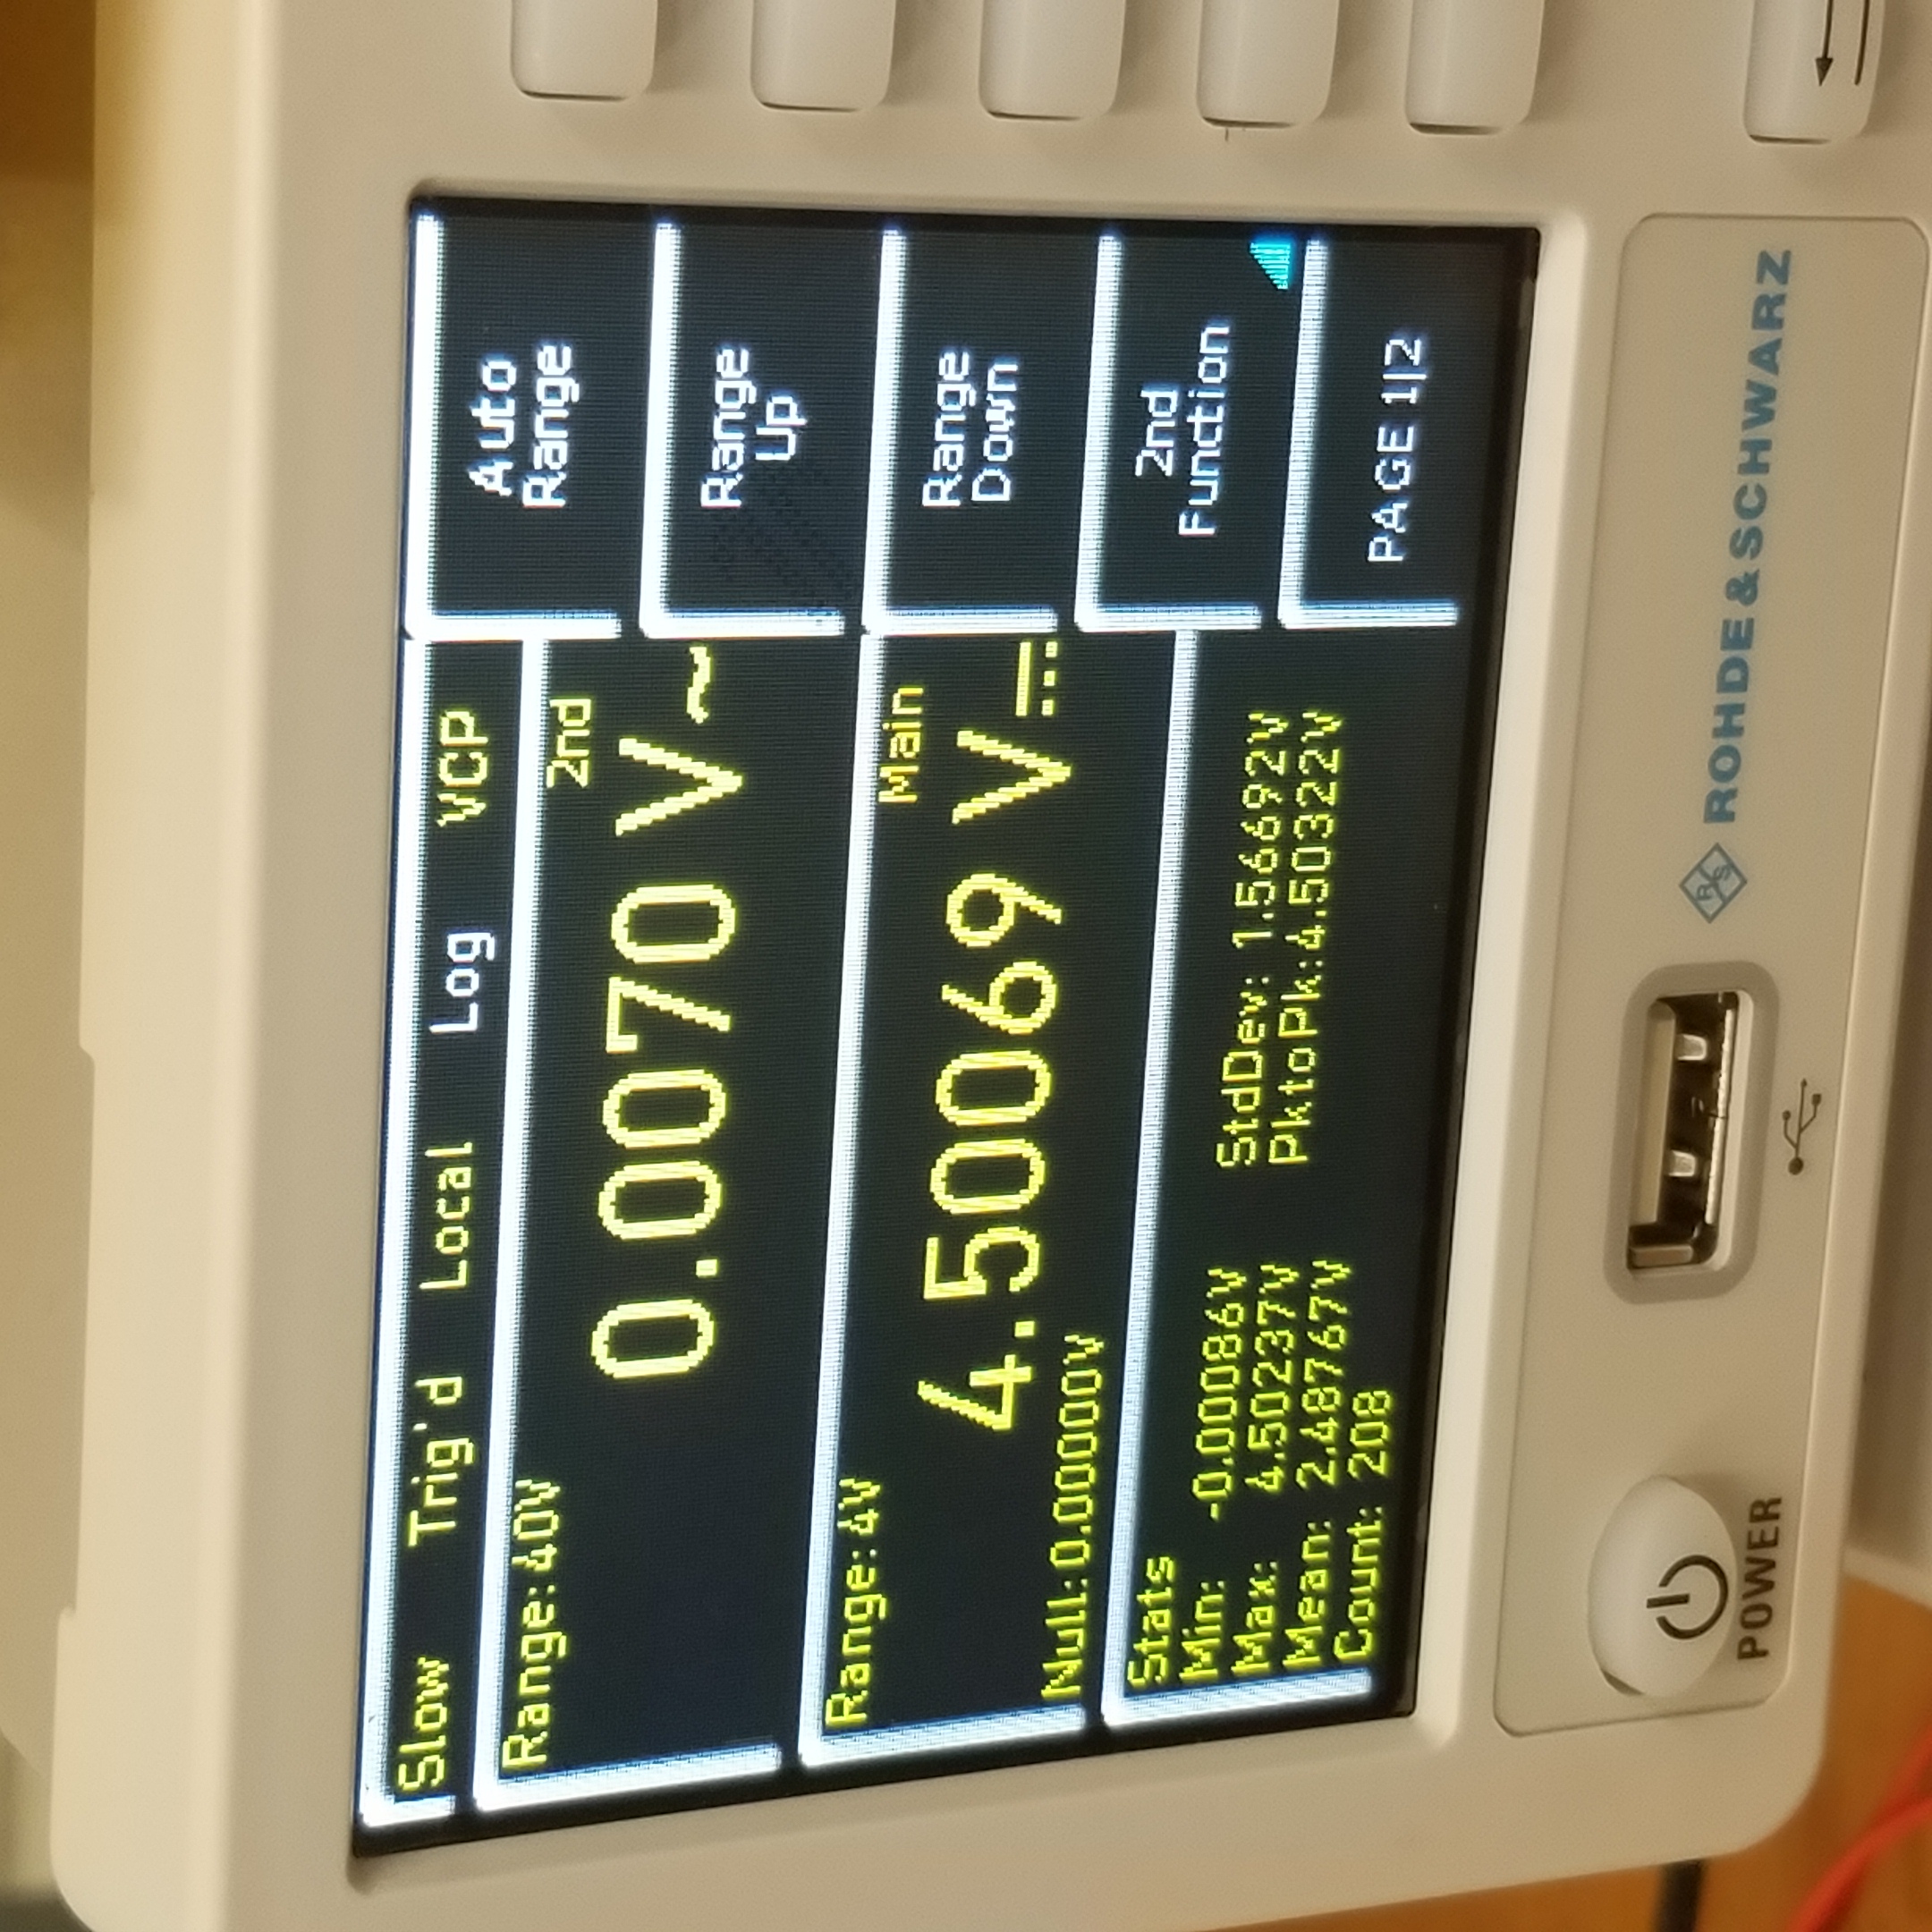 Slow Trig'd Local Log VCP
Range:40V
2nd
0.0070 V~
Range:4V
Main
4.50069 V⎓
Null:0.00000V
Stats
Min: -0.00086V
Max: 4.50237V
Mean: 2.48767V
Count: 208
StdDev: 1.56692V
PktoPk:4.50322V
Auto
Range
Range
Up
Range
Down
2nd
Function
PAGE 1|2
POWER
R/S ROHDE&SCHWARZ